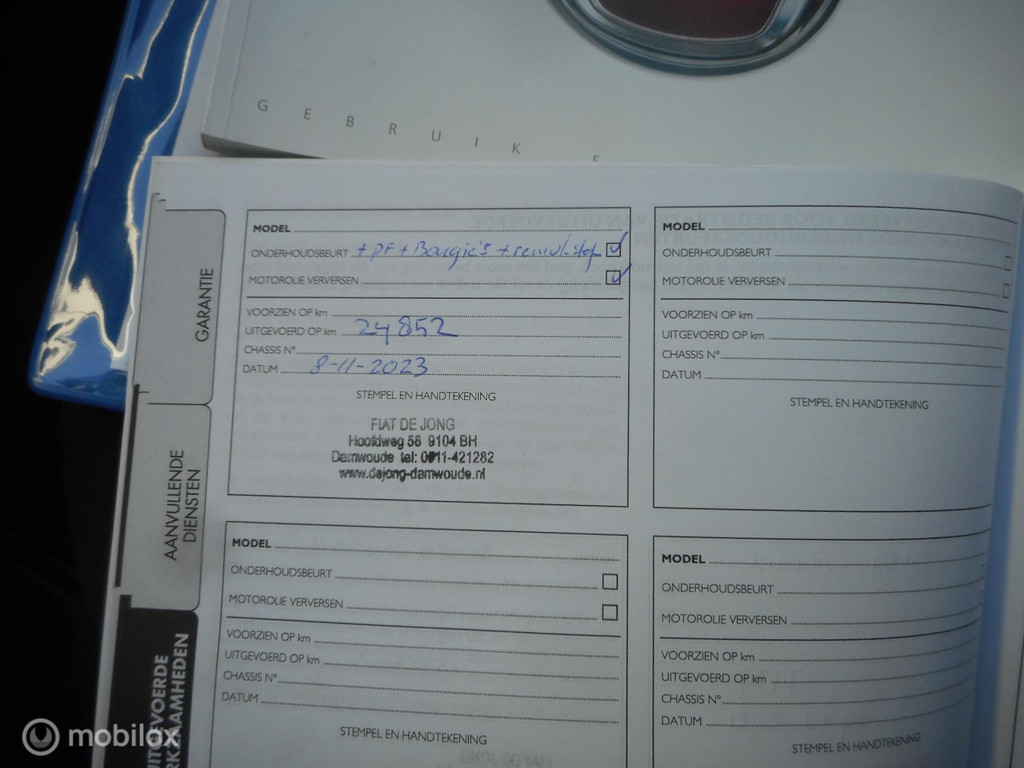 GEBRUIK
GARANTIE
AANVULLENDE
DIENSTEN
UITGEVOERDE
MODEL
ONDERHOUDSBEURT + pF + Bougie's + remvl.stof
MOTOROLIE VERVERSEN
VOORZIEN OP km
UITGEVOERD OP km 24852
CHASSIS N°
DATUM 8-11-2023
STEMPEL EN HANDTEKENING
FIAT DE JONG
Hoofdweg 58 9104 BH
Damwoude tel: 0511-421282
www.dejong-damwoude.nl
MODEL
ONDERHOUDSBEURT
MOTOROLIE VERVERSEN
VOORZIEN OP km
UITGEVOERD OP km
CHASSIS N°
DATUM
STEMPEL EN HANDTEKENING
MODEL
ONDERHOUDSBEURT
MOTOROLIE VERVERSEN
VOORZIEN OP km
UITGEVOERD OP km
CHASSIS N°
DATUM
STEMPEL EN HANDTEKENING
MODEL
ONDERHOUDSBEURT
MOTOROLIE VERVERSEN
VOORZIEN OP km
UITGEVOERD OP km
CHASSIS N°
DATUM
STEMPEL EN HANDTEKENING
mobilox